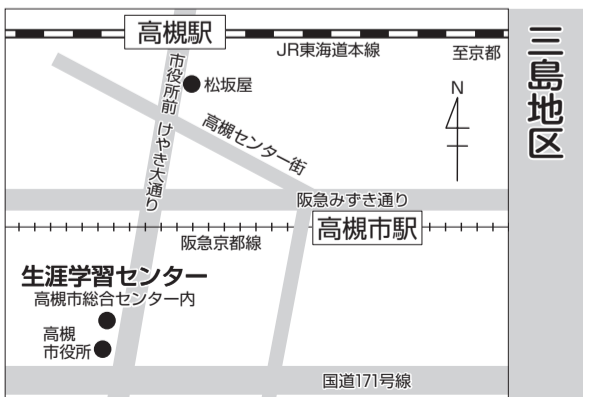 高槻駅
JR東海道本線
至京都
三島地区
市役所前 けやき大通り
松坂屋
N
高槻センター街
阪急みずき通り
高槻市駅
阪急京都線
生涯学習センター
高槻市総合センター内
高槻
市役所
国道171号線